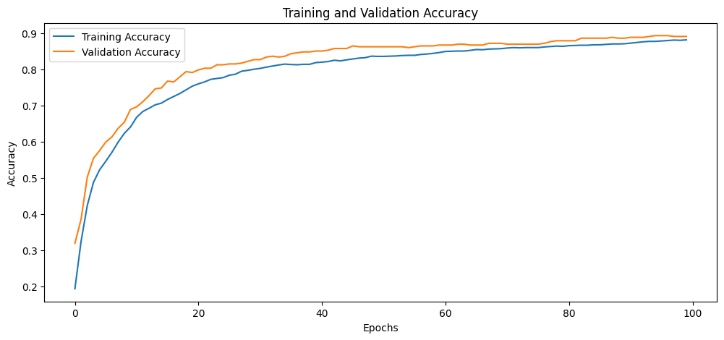 Training and Validation Accuracy
Training Accuracy
Validation Accuracy
Accuracy
0.9
0.8
0.7
0.6
0.5
0.4
0.3
0.2
0 20 40 60 80 100
Epochs